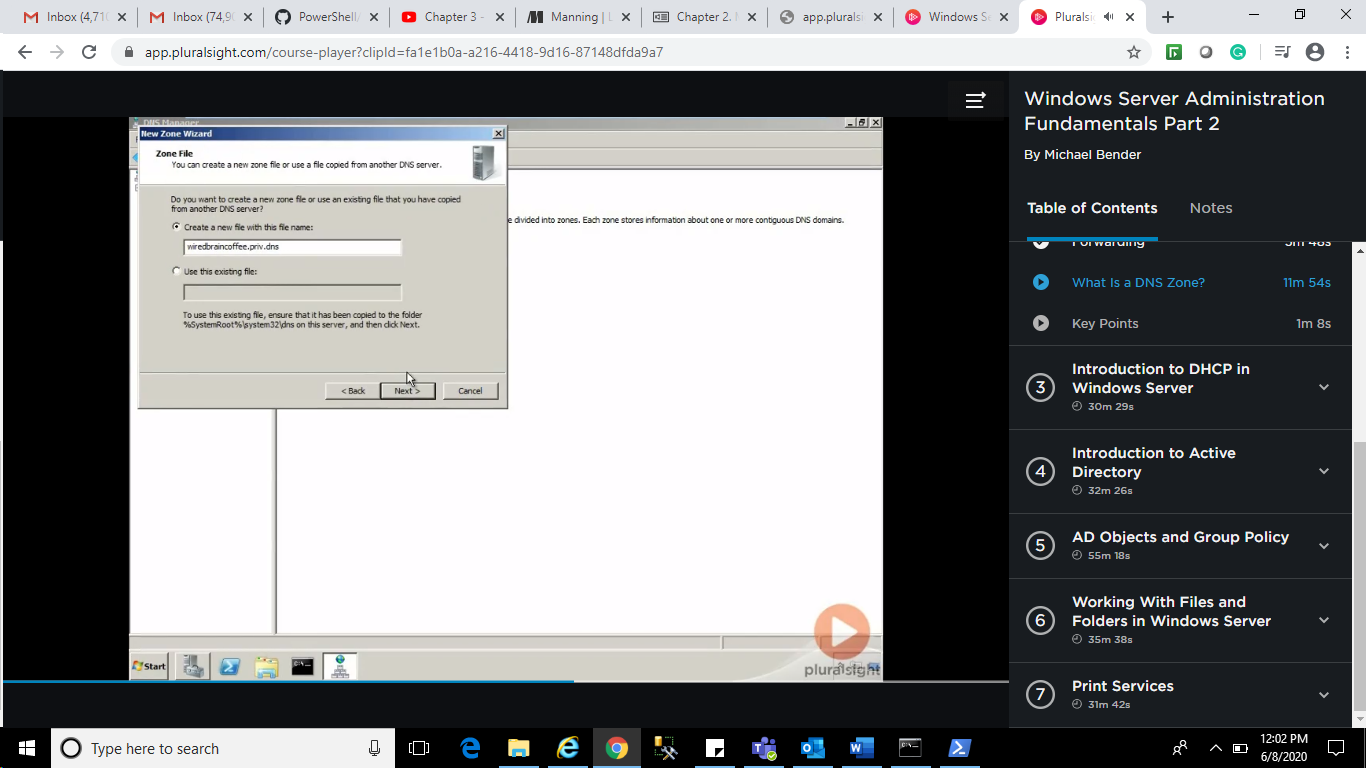 Inbox (4,710
Inbox (74,90
PowerShell/
Chapter 3 -
Manning | L
Chapter 2. M
app.plurals
Windows Se
Plurals
app.pluralsight.com/course-player?clipId=fa1e1b0a-a216-4418-9d16-87148dfda9a7
DNS Manager
New Zone Wizard
Zone File
You can create a new zone file or use a file copied from another DNS server.
Do you want to create a new zone file or use an existing file that you have copied
from another DNS server?
Create a new file with this file name:
wiredbraincoffee.priv.dns
Use this existing file:
To use this existing file, ensure that it has been copied to the folder
%SystemRoot%\system32\dns on this server, and then click Next.
< Back
Next >
Cancel
e divided into zones. Each zone stores information about one or more contiguous DNS domains.
Start
pluralsight
Windows Server Administration
Fundamentals Part 2
By Michael Bender
Table of Contents
Notes
Forwarding
5m 48s
What Is a DNS Zone?
11m 54s
Key Points
1m 8s
3
Introduction to DHCP in
Windows Server
30m 29s
4
Introduction to Active
Directory
32m 26s
5
AD Objects and Group Policy
55m 18s
6
Working With Files and
Folders in Windows Server
35m 38s
7
Print Services
31m 42s
Type here to search
12:02 PM
6/8/2020